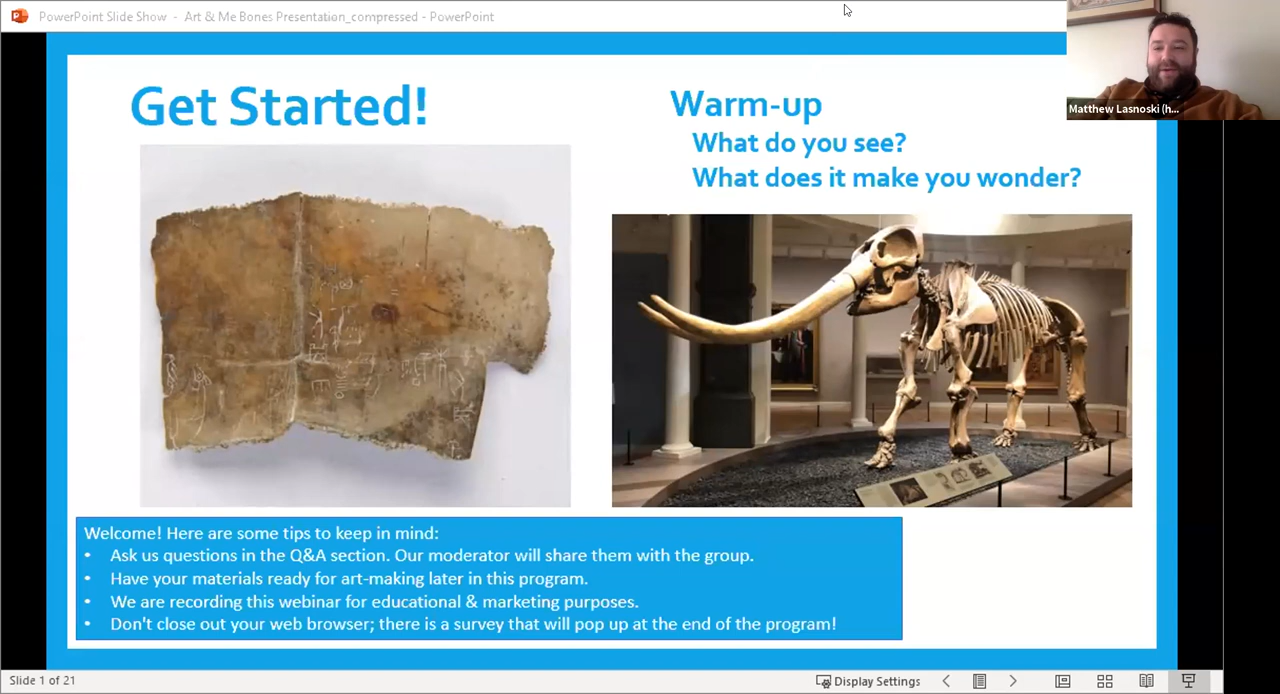 PowerPoint Slide Show - Art & Me Bones Presentation_compressed - PowerPoint
Matthew Lasnoski (h...
Get Started!
Warm-up
What do you see?
What does it make you wonder?
Welcome! Here are some tips to keep in mind:
• Ask us questions in the Q&A section. Our moderator will share them with the group.
• Have your materials ready for art-making later in this program.
• We are recording this webinar for educational & marketing purposes.
• Don't close out your web browser; there is a survey that will pop up at the end of the program!
Slide 1 of 21
Display Settings